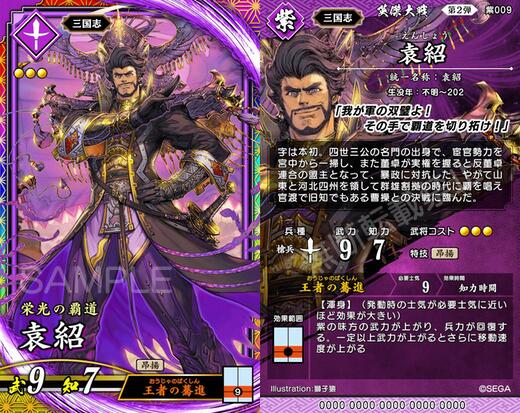 三国志
SAMPLE
栄光の覇道
袁紹
昂揚
武9 知7
おうじゃのばくしん
王者の驀進
9
紫
三国志
英傑大戦
第2弾
紫009
えんしょう
袁紹
統一名称:袁紹
生没年:不明~202
「我が軍の双璧よ!
その手で覇道を切り拓け!」
字は本初。四世三公の名門の出身で、宦官勢力を
宮中から一掃し、また董卓が実権を握ると反董卓
連合の盟主となって、暴政に対抗した。やがて山
東と河北四州を領して群雄割拠の時代に覇を唱え
官渡で旧知でもある曹操との決戦に臨んだ。
兵種 武力 知力 武将コスト
槍兵 9 7
特技 昂揚
おうじゃのばくしん
王者の驀進
必要士気 9
効果時間 知力時間
効果範囲
【渾身】(発動時の士気が必要士気に近い
ほど効果が大きい)
紫の味方の武力が上がり、兵力が回復す
る。一定以上武力が上がるとさらに移動速
度が上がる
Illustration:獅子猿
©SEGA
0000 0000 0000 0000 0000